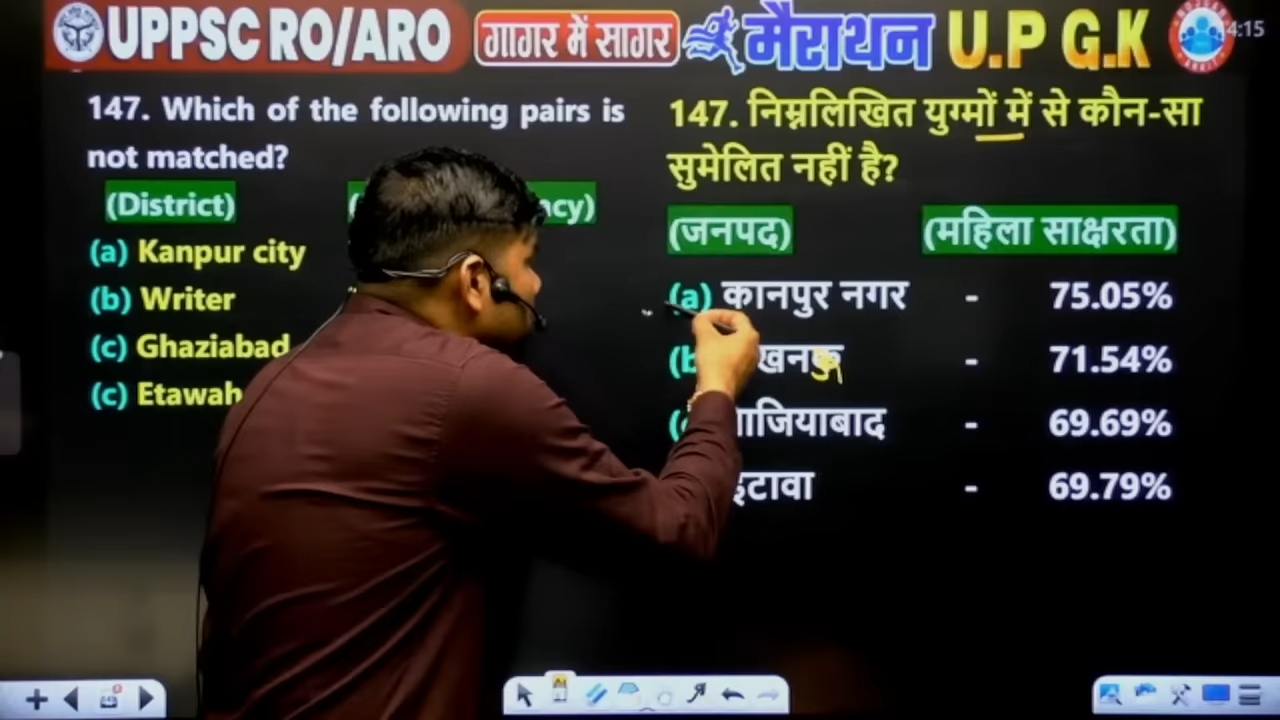 UPPSC RO/ARO गागर में सागर मैराथन U.P G.K
4:15
147. Which of the following pairs is
not matched?
(District) ncy)
(a) Kanpur city
(b) Writer
(c) Ghaziabad
(c) Etawah
147. निम्नलिखित युग्मों में से कौन-सा
सुमेलित नहीं है?
(जनपद) (महिला साक्षरता)
(a) कानपुर नगर - 75.05%
(b खनऊ - 71.54%
ाजियाबाद - 69.69%
इटावा - 69.79%